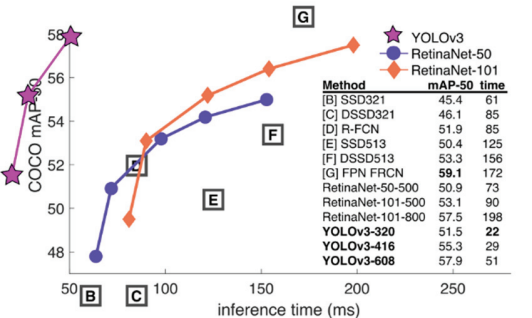 G
YOLOv3
RetinaNet-50
RetinaNet-101
58
56
54
52
50
48
COCO mAP-50
D
E
F
Method mAP-50 time
[B] SSD321 45.4 61
[C] DSSD321 46.1 85
[D] R-FCN 51.9 85
[E] SSD513 50.4 125
[F] DSSD513 53.3 156
[G] FPN FRCN 59.1 172
RetinaNet-50-500 50.9 73
RetinaNet-101-500 53.1 90
RetinaNet-101-800 57.5 198
YOLOv3-320 51.5 22
YOLOv3-416 55.3 29
YOLOv3-608 57.9 51
50 100 150 200 250
B C
inference time (ms)